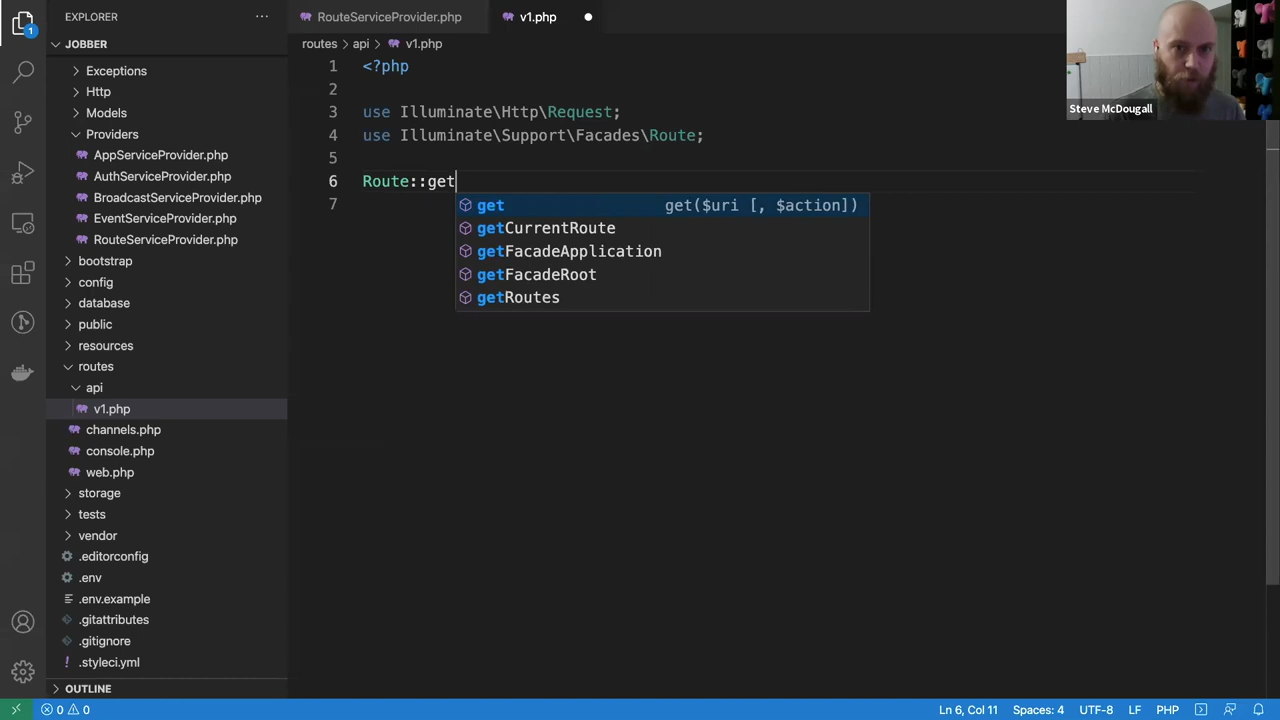 EXPLORER
JOBBER
Exceptions
Http
Models
Providers
AppServiceProvider.php
AuthServiceProvider.php
BroadcastServiceProvider.php
EventServiceProvider.php
RouteServiceProvider.php
bootstrap
config
database
public
resources
routes
api
v1.php
channels.php
console.php
web.php
storage
tests
vendor
.editorconfig
.env
.env.example
.gitattributes
.gitignore
.styleci.yml
OUTLINE
RouteServiceProvider.php
v1.php
routes > api > v1.php
1 <?php
2
3 use Illuminate\Http\Request;
4 use Illuminate\Support\Facades\Route;
5
6 Route::get
7
get get($uri [, $action])
getCurrentRoute
getFacadeApplication
getFacadeRoot
getRoutes
Steve McDougall
1
0 0
Ln 6, Col 11 Spaces: 4 UTF-8 LF PHP